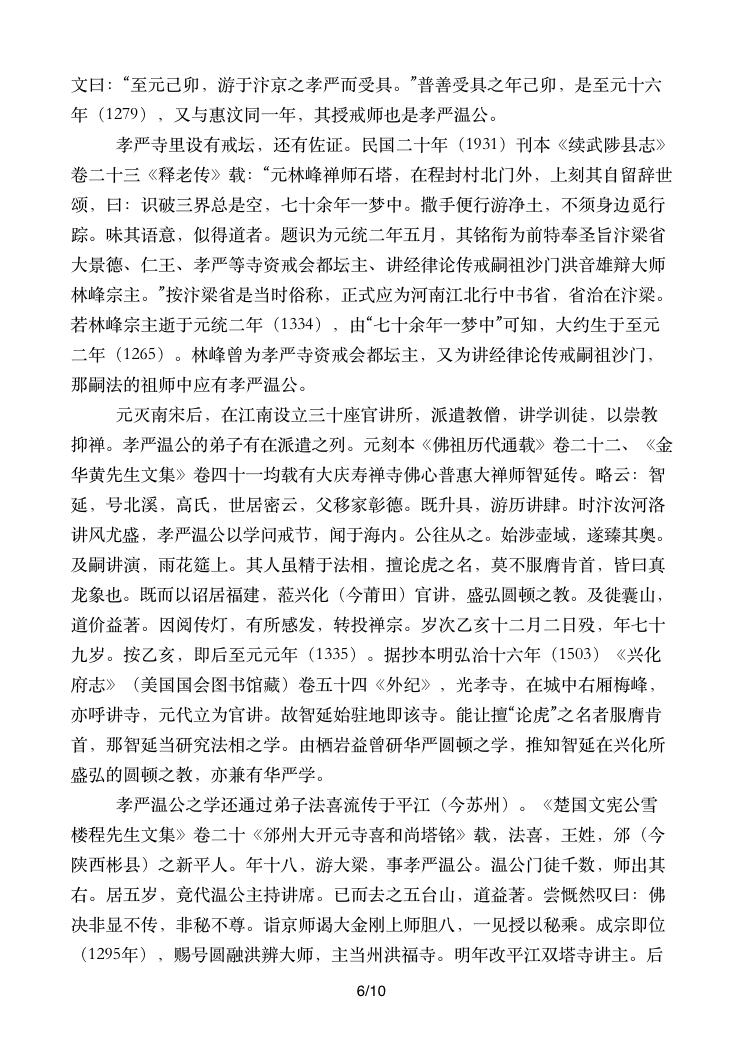 文曰：“至元己卯，游于汴京之孝严而受具。”普善受具之年己卯，是至元十六
年（1279），又与惠汶同一年，其授戒师也是孝严温公。
孝严寺里设有戒坛，还有佐证。民国二十年（1931）刊本《续武陟县志》
卷二十三《释老传》载：“元林峰禅师石塔，在程封村北门外，上刻其自留辞世
颂，曰：识破三界总是空，七十余年一梦中。撒手便行游净土，不须身边觅行
踪。味其语意，似得道者。题识为元统二年五月，其铭衔为前特奉圣旨汴梁省
大景德、仁王、孝严等寺资戒会都坛主、讲经律论传戒嗣祖沙门洪音雄辩大师
林峰宗主。”按汴梁省是当时俗称，正式应为河南江北行中书省，省治在汴梁。
若林峰宗主逝于元统二年（1334），由“七十余年一梦中”可知，大约生于至元
二年（1265）。林峰曾为孝严寺资戒会都坛主，又为讲经律论传戒嗣祖沙门，
那嗣法的祖师中应有孝严温公。
元灭南宋后，在江南设立三十座官讲所，派遣教僧，讲学训徒，以崇教
抑禅。孝严温公的弟子有在派遣之列。元刻本《佛祖历代通载》卷二十二、《金
华黄先生文集》卷四十一均载有大庆寿禅寺佛心普惠大禅师智延传。略云：智
延，号北溪，高氏，世居密云，父移家彰德。既升具，游历讲肆。时汴汝河洛
讲风尤盛，孝严温公以学问戒节，闻于海内。公往从之。始涉壶域，遂臻其奥。
及嗣讲演，雨花筵上。其人虽精于法相，擅论虎之名，莫不服膺肯首，皆曰真
龙象也。既而以诏居福建，莅兴化（今莆田）官讲，盛弘圆顿之教。及徙囊山，
道价益著。因阅传灯，有所感发，转投禅宗。岁次乙亥十二月二日殁，年七十
九岁。按乙亥，即后至元元年（1335）。据抄本明弘治十六年（1503）《兴化
府志》（美国国会图书馆藏）卷五十四《外纪》，光孝寺，在城中右厢梅峰，
亦呼讲寺，元代立为官讲。故智延始驻地即该寺。能让擅“论虎”之名者服膺肯
首，那智延当研究法相之学。由栖岩益曾研华严圆顿之学，推知智延在兴化所
盛弘的圆顿之教，亦兼有华严学。
孝严温公之学还通过弟子法喜流传于平江（今苏州）。《楚国文宪公雪
楼程先生文集》卷二十《邠州大开元寺喜和尚塔铭》载，法喜，王姓，邠（今
陕西彬县）之新平人。年十八，游大梁，事孝严温公。温公门徒千数，师出其
右。居五岁，竟代温公主持讲席。已而去之五台山，道益著。尝慨然叹曰：佛
决非显不传，非秘不尊。诣京师谒大金刚上师胆八，一见授以秘乘。成宗即位
（1295年），赐号圆融洪辨大师，主当州洪福寺。明年改平江双塔寺讲主。后
6/10